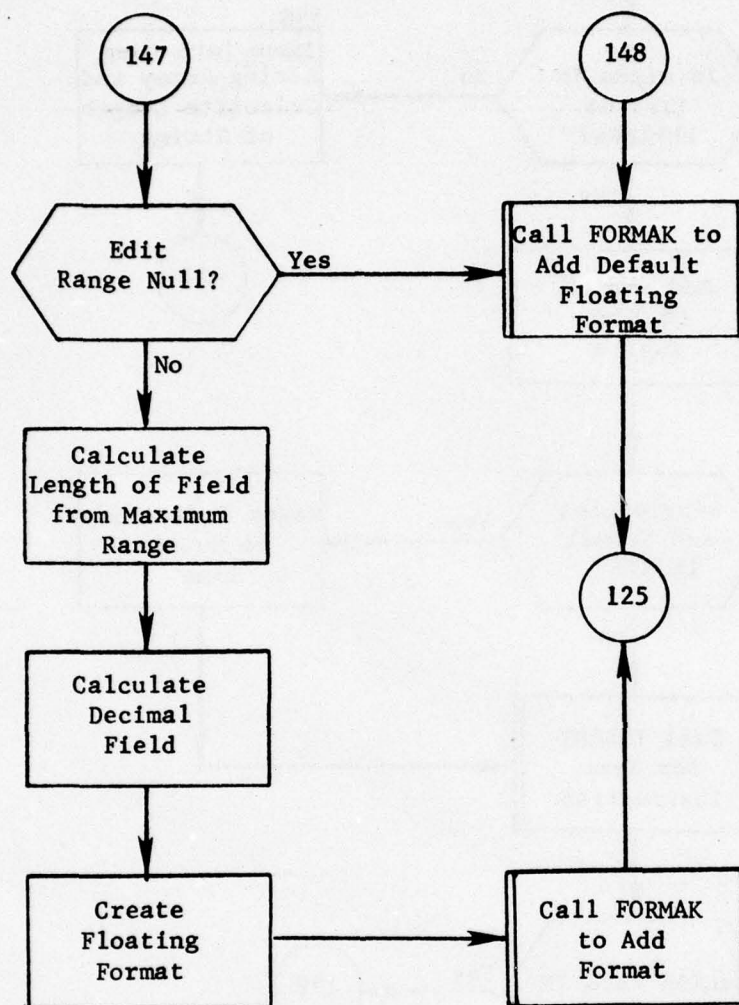 147
148
Edit
Range Null?
Yes
Call FORMAK to
Add Default
Floating
Format
No
Calculate
Length of Field
from Maximum
Range
125
Calculate
Decimal
Field
Create
Floating
Format
Call FORMAK
to Add
Format